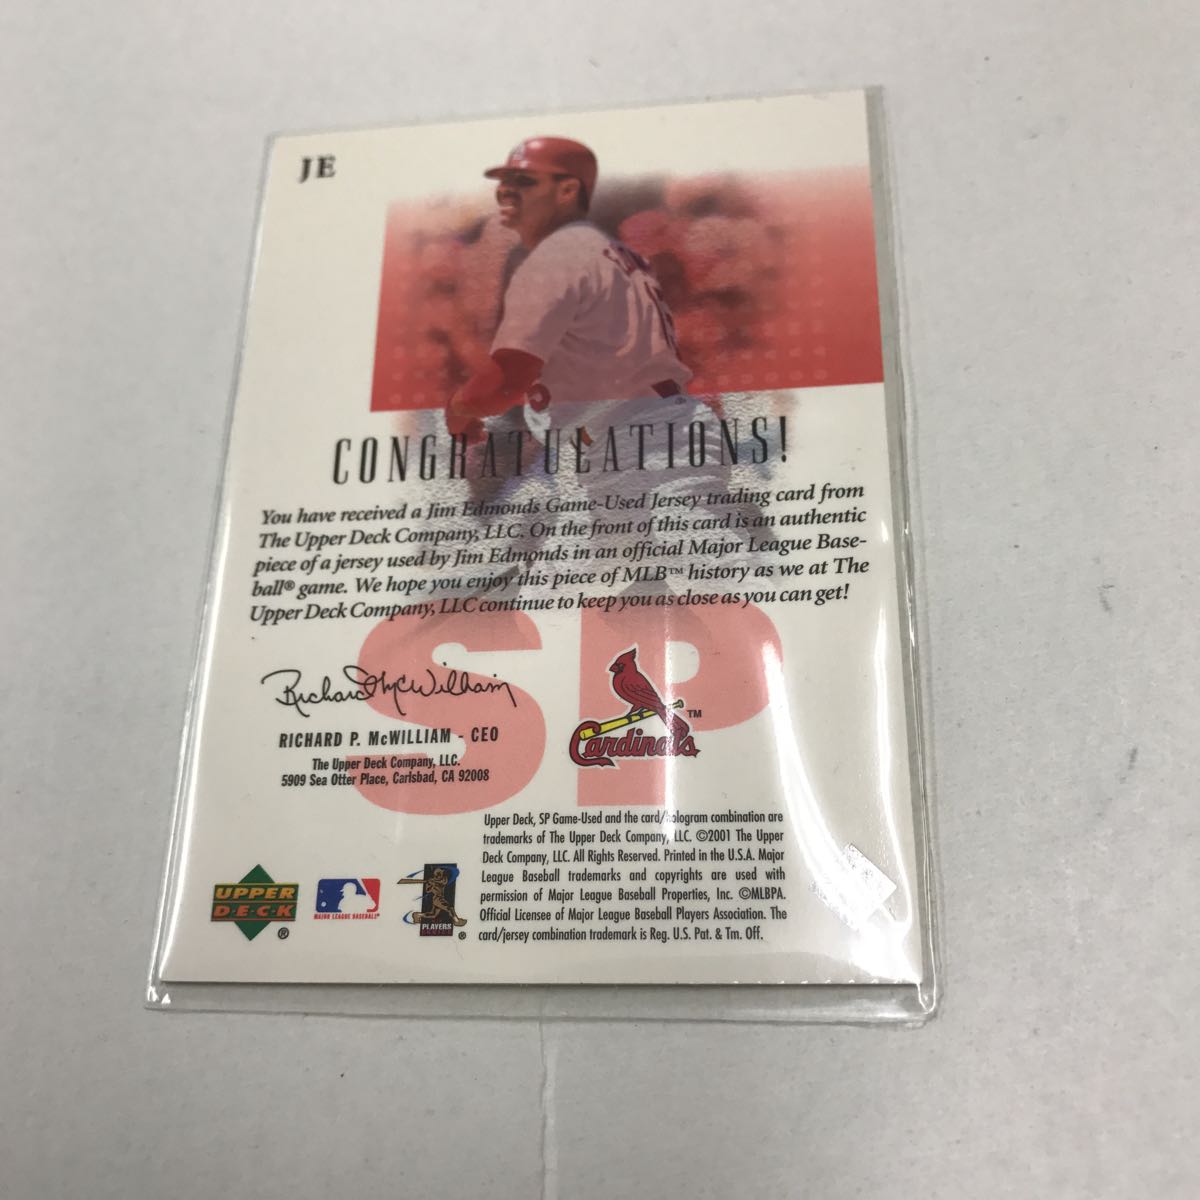 JE
CONGRATULATIONS!
You have received a Jim Edmonds Game-Used Jersey trading card from
The Upper Deck Company, LLC. On the front of this card is an authentic
piece of a jersey used by Jim Edmonds in an official Major League Base-
ball® game. We hope you enjoy this piece of MLB™ history as we at The
Upper Deck Company, LLC continue to keep you as close as you can get!
SP
Richard McWilliam
RICHARD P. McWILLIAM - CEO
The Upper Deck Company, LLC.
5909 Sea Otter Place, Carlsbad, CA 92008
Cardinals™
Upper Deck, SP Game-Used and the card/hologram combination are
trademarks of The Upper Deck Company, LLC. ©2001 The Upper
Deck Company, LLC. All Rights Reserved. Printed in the U.S.A. Major
League Baseball trademarks and copyrights are used with
permission of Major League Baseball Properties, Inc. ©MLBPA.
Official Licensee of Major League Baseball Players Association. The
card/jersey combination trademark is Reg. U.S. Pat. & Tm. Off.
UPPER
DECK®
MAJOR LEAGUE BASEBALL®
PLAYERS